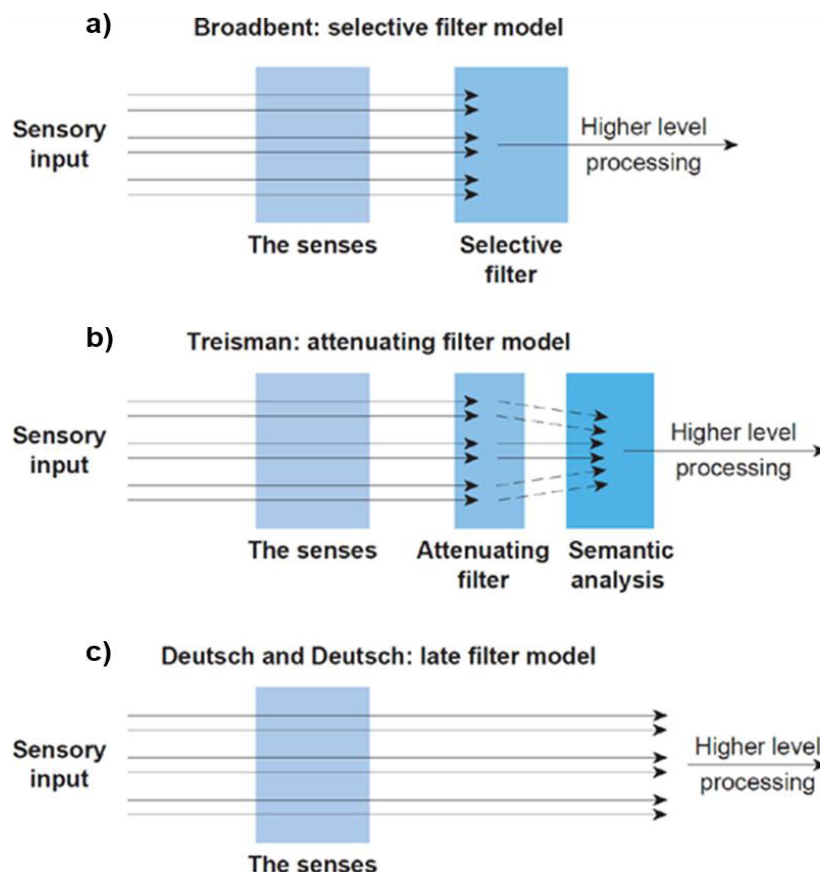 a)
Broadbent: selective filter model
Sensory
input
Higher level
processing
The senses
Selective
filter
b)
Treisman: attenuating filter model
Sensory
input
Higher level
processing
The senses
Attenuating
filter
Semantic
analysis
c)
Deutsch and Deutsch: late filter model
Sensory
input
Higher level
processing
The senses